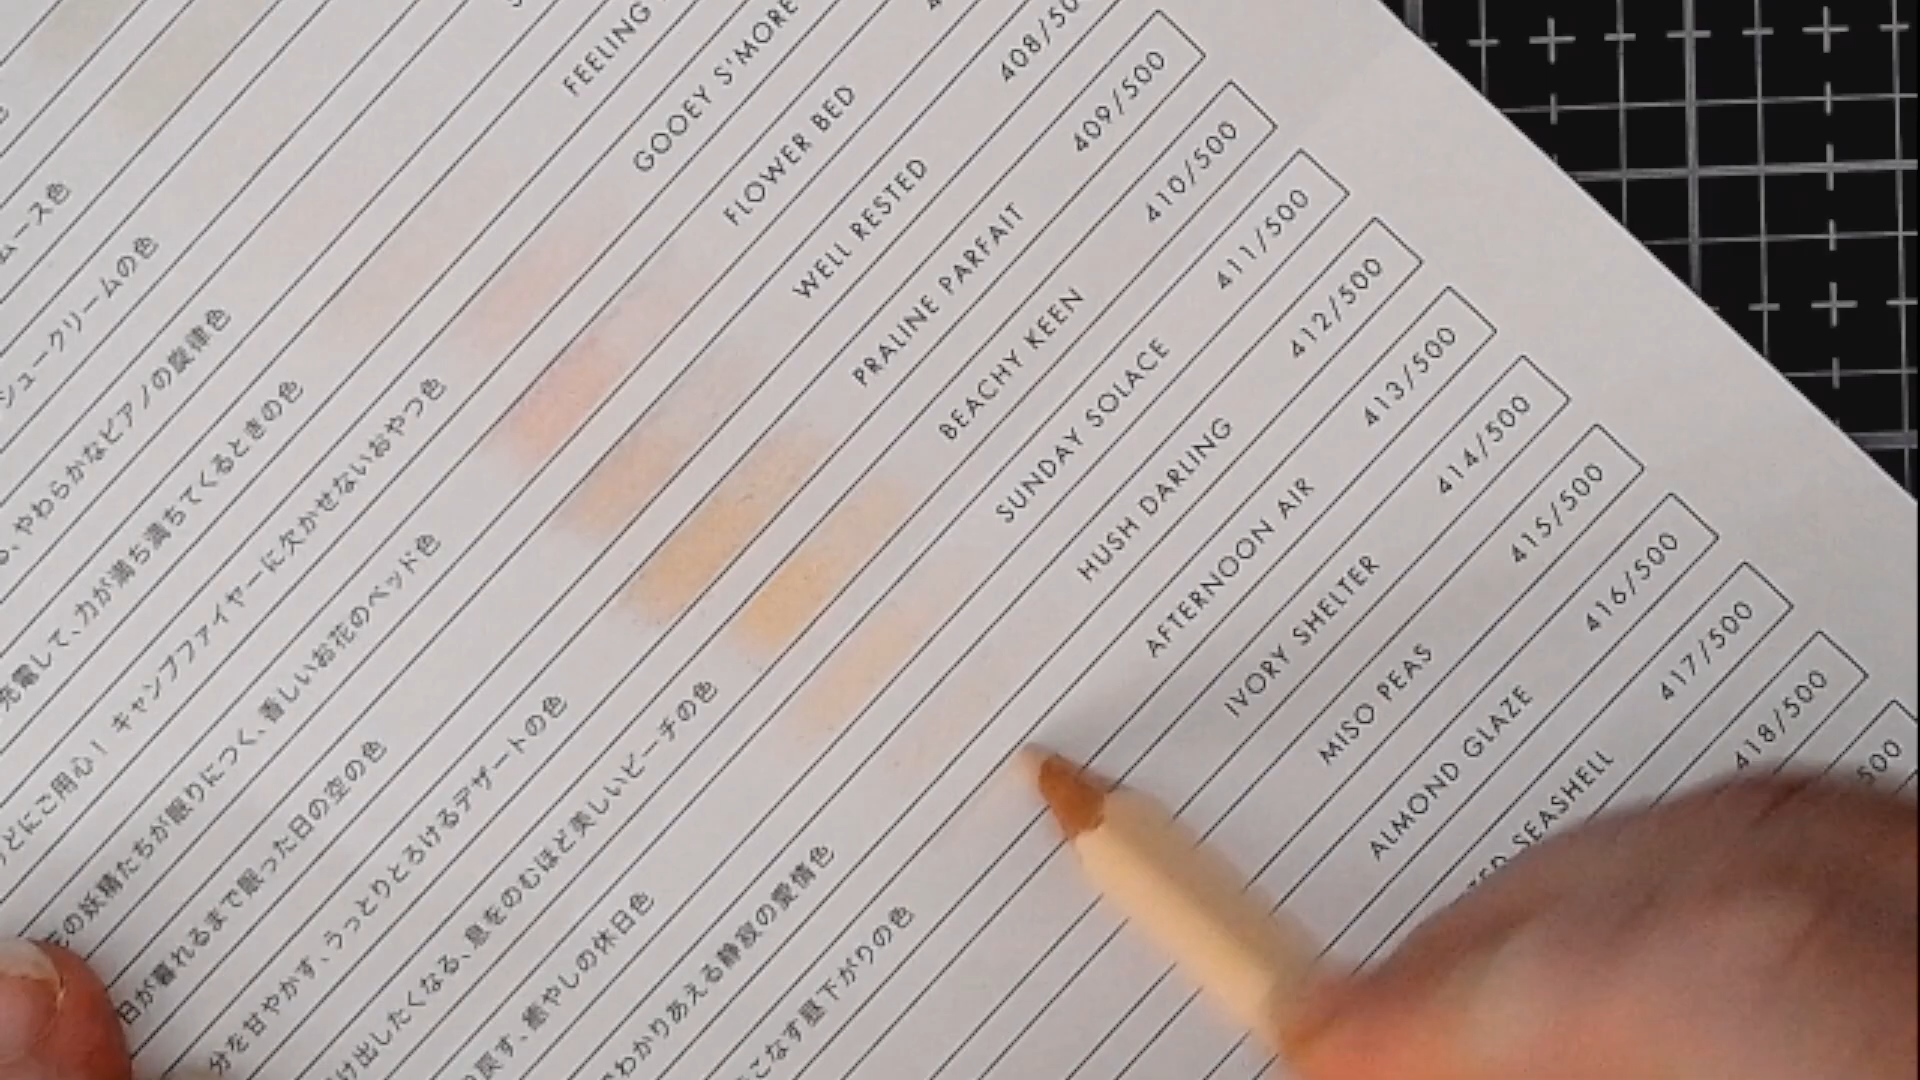 ムース色
シュークリームの色
やわらかなピアノの旋律色
充電して、力が満ち満ちてくるときの色 FEELING
にご用心！ キャンプファイヤーに欠かせないおやつ色 GOOEY S'MORE
の妖精たちが眠りにつく、香しいお花のベッド色 FLOWER BED
日が暮れるまで眠った日の空の色 WELL RESTED 408/50
分を甘やかす、うっとりとろけるデザートの色 PRALINE PARFAIT 409/500
け出したくなる、息をのむほど美しいビーチの色 BEACHY KEEN 410/500
戻す、癒やしの休日色 SUNDAY SOLACE 411/500
わかりあえる静寂の愛情色 HUSH DARLING 412/500
こなす昼下がりの色 AFTERNOON AIR 413/500
IVORY SHELTER 414/500
MISO PEAS 415/500
ALMOND GLAZE 416/500
SEASHELL 417/500
418/500
500